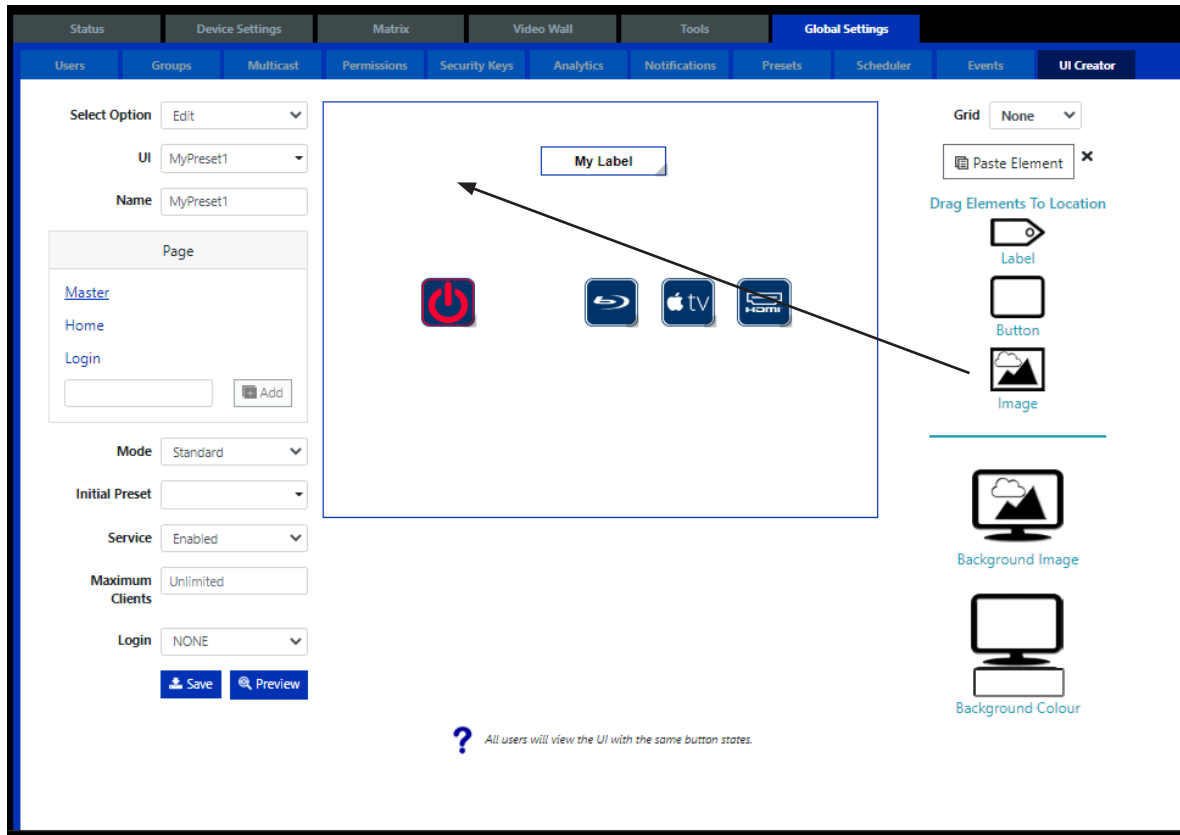 Status Device Settings Matrix Video Wall Tools Global Settings
Users Groups Multicast Permissions Security Keys Analytics Notifications Presets Scheduler Events UI Creator
Select Option Edit
UI MyPreset1
Name MyPreset1
Page
Master
Home
Login
Add
Mode Standard
Initial Preset
Service Enabled
Maximum Clients Unlimited
Login NONE
Save Preview
My Label
tv HDMI
Grid None
Paste Element
Drag Elements To Location
Label
Button
Image
Background Image
Background Colour
? All users will view the UI with the same button states.